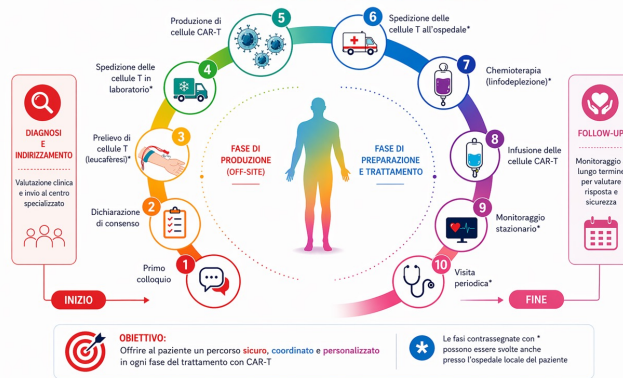 DIAGNOSI
E
INDIRIZZAMENTO
Valutazione clinica
e invio al centro
specializzato
INIZIO
1
Primo
colloquio
2
Dichiarazione
di consenso
3
Prelievo di
cellule T
(leucafèresi)*
4
Spedizione delle
cellule T in
laboratorio*
5
Produzione di
cellule CAR-T
FASE DI
PRODUZIONE
(OFF-SITE)
6
Spedizione delle
cellule T all'ospedale*
7
Chemioterapia
(linfodeplezione)*
8
Infusione delle
cellule CAR-T
FASE DI
PREPARAZIONE
E TRATTAMENTO
9
Monitoraggio
stazionario*
10
Visita
periodica*
FINE
FOLLOW-UP
Monitoraggio
lungo termine
per valutare
risposta e
sicurezza
OBIETTIVO:
Offrire al paziente un percorso sicuro, coordinato e personalizzato
in ogni fase del trattamento con CAR-T
*
Le fasi contrassegnate con *
possono essere svolte anche
presso l'ospedale locale del paziente